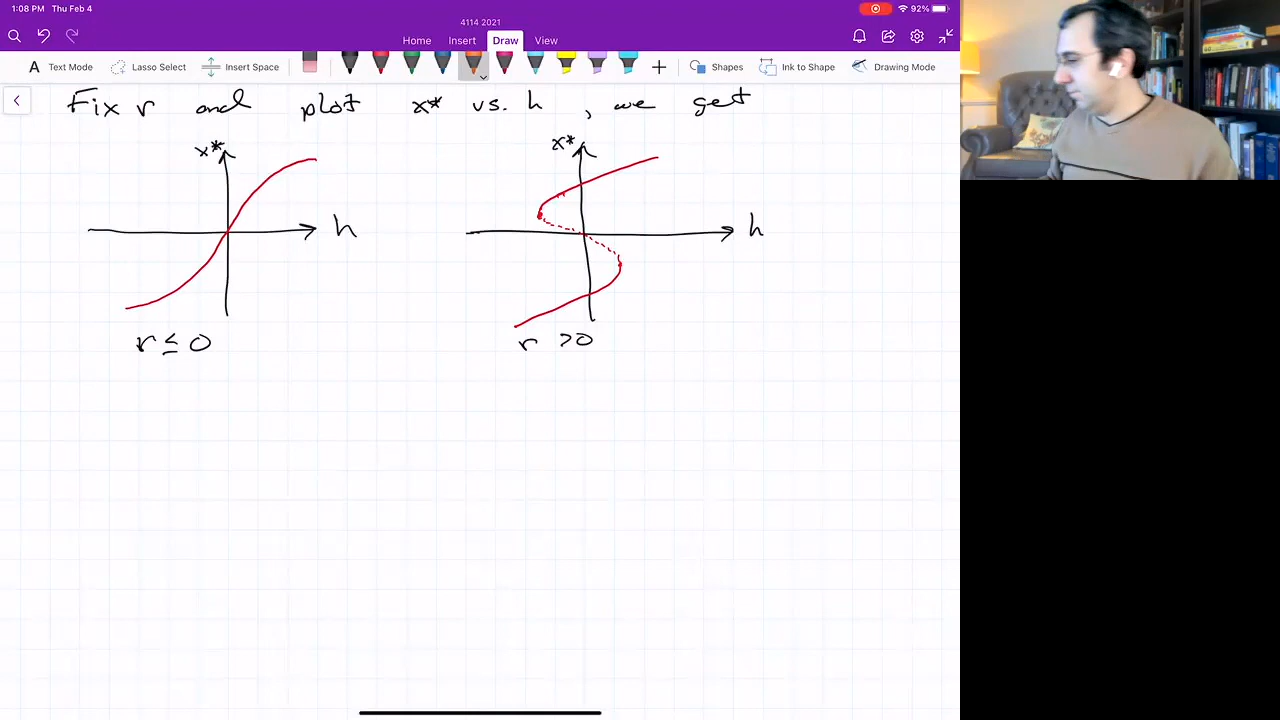 1:08 PM Thu Feb 4
92%
4114 2021
Home Insert Draw View
Text Mode Lasso Select Insert Space Shapes Ink to Shape Drawing Mode
Fix r and plot x* vs. h, we get
x* x*
h h
r ≤ 0 r >0